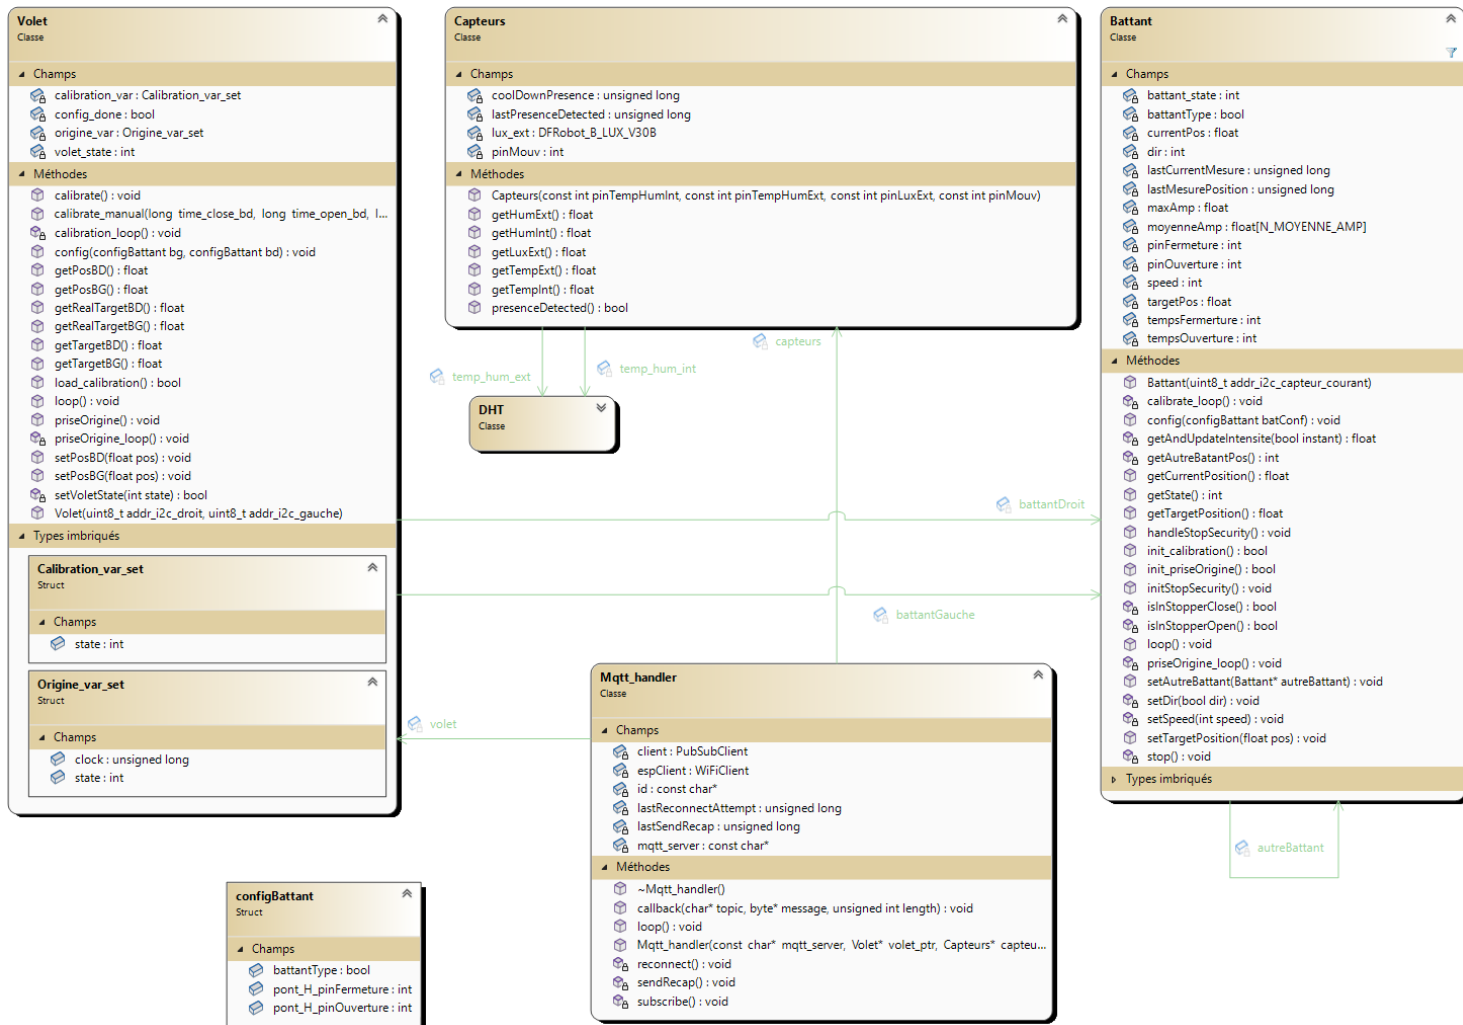 Volet
Classe
Champs
calibration_var : Calibration_var_set
config_done : bool
origine_var : Origine_var_set
volet_state : int
Méthodes
calibrate() : void
calibrate_manual(long time_close_bd, long time_open_bd, l...
calibration_loop() : void
config(configBattant bg, configBattant bd) : void
getPosBD() : float
getPosBG() : float
getRealTargetBD() : float
getRealTargetBG() : float
getTargetBD() : float
getTargetBG() : float
load_calibration() : bool
loop() : void
priseOrigine() : void
priseOrigine_loop() : void
setPosBD(float pos) : void
setPosBG(float pos) : void
setVoletState(int state) : bool
Volet(uint8_t addr_i2c_droit, uint8_t addr_i2c_gauche)
Types imbriqués
Calibration_var_set
Struct
Champs
state : int
Origine_var_set
Struct
Champs
clock : unsigned long
state : int
Capteurs
Classe
Champs
coolDownPresence : unsigned long
lastPresenceDetected : unsigned long
lux_ext : DFRobot_B_LUX_V30B
pinMouv : int
Méthodes
Capteurs(const int pinTempHumInt, const int pinTempHumExt, const int pinLuxExt, const int pinMouv)
getHumExt() : float
getHumInt() : float
getLuxExt() : float
getTempExt() : float
getTempInt() : float
presenceDetected() : bool
capteurs
temp_hum_ext
temp_hum_int
DHT
Classe
battantDroit
battantGauche
volet
Mqtt_handler
Classe
Champs
client : PubSubClient
espClient : WiFiClient
id : const char*
lastReconnectAttempt : unsigned long
lastSendRecap : unsigned long
mqtt_server : const char*
Méthodes
~Mqtt_handler()
callback(char* topic, byte* message, unsigned int length) : void
loop() : void
Mqtt_handler(const char* mqtt_server, Volet* volet_ptr, Capteurs* capteu...
reconnect() : void
sendRecap() : void
subscribe() : void
configBattant
Struct
Champs
battantType : bool
pont_H_pinFermeture : int
pont_H_pinOuverture : int
Battant
Classe
Champs
battant_state : int
battantType : bool
currentPos : float
dir : int
lastCurrentMesure : unsigned long
lastMesurePosition : unsigned long
maxAmp : float
moyenneAmp : float[N_MOYENNE_AMP]
pinFermeture : int
pinOuverture : int
speed : int
targetPos : float
tempsFermerture : int
tempsOuverture : int
Méthodes
Battant(uint8_t addr_i2c_capteur_courant)
calibrate_loop() : void
config(configBattant batConf) : void
getAndUpdateIntensite(bool instant) : float
getAutreBatantPos() : int
getCurrentPosition() : float
getState() : int
getTargetPosition() : float
handleStopSecurity() : void
init_calibration() : bool
init_priseOrigine() : bool
initStopSecurity() : void
isInStopperClose() : bool
isInStopperOpen() : bool
loop() : void
priseOrigine_loop() : void
setAutreBattant(Battant* autreBattant) : void
setDir(bool dir) : void
setSpeed(int speed) : void
setTargetPosition(float pos) : void
stop() : void
Types imbriqués
autreBattant